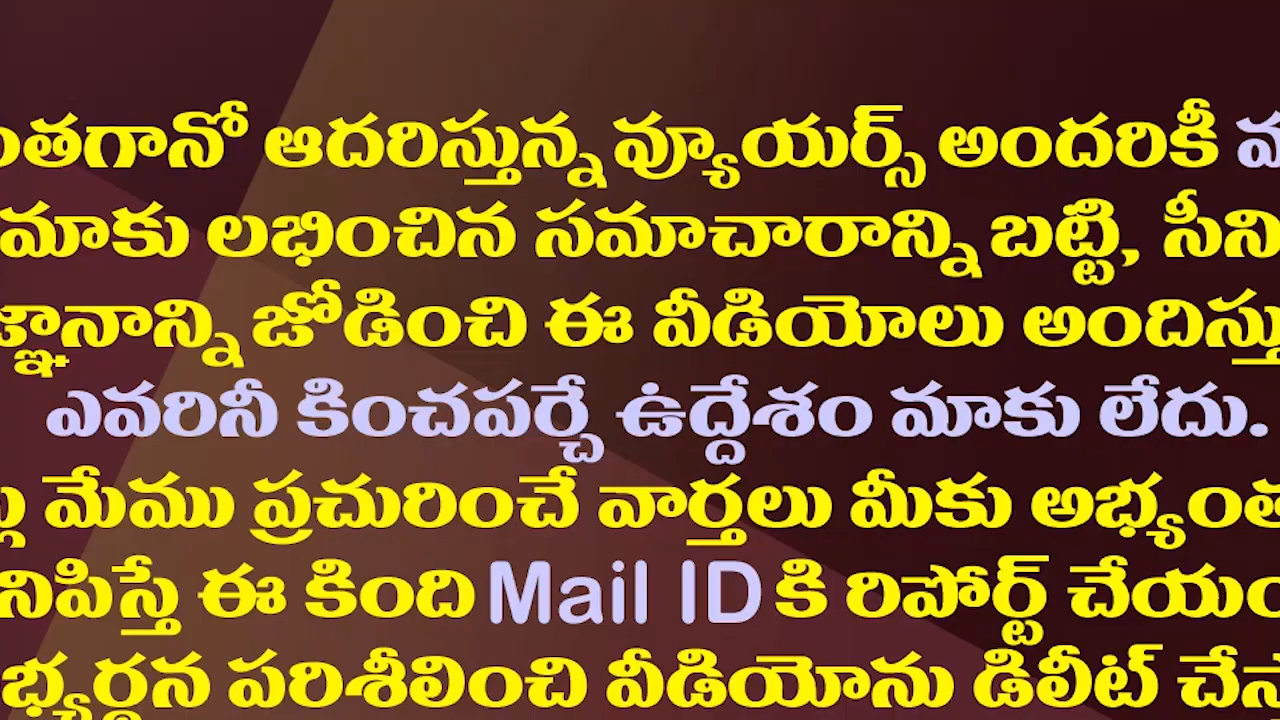 ఆదరిస్తున్న వ్యూయర్స్ అందరికీ
మాకు లభించిన సమాచారాన్ని బట్టి,
జోడించి ఈ వీడియోలు
ఎవరినీ కించపర్చే ఉద్దేశం మాకు లేదు.
మేము ప్రచురించే వార్తలు మీకు
ఈ కింది Mail ID కి రిపోర్ట్
పరిశీలించి వీడియోను డిలీట్